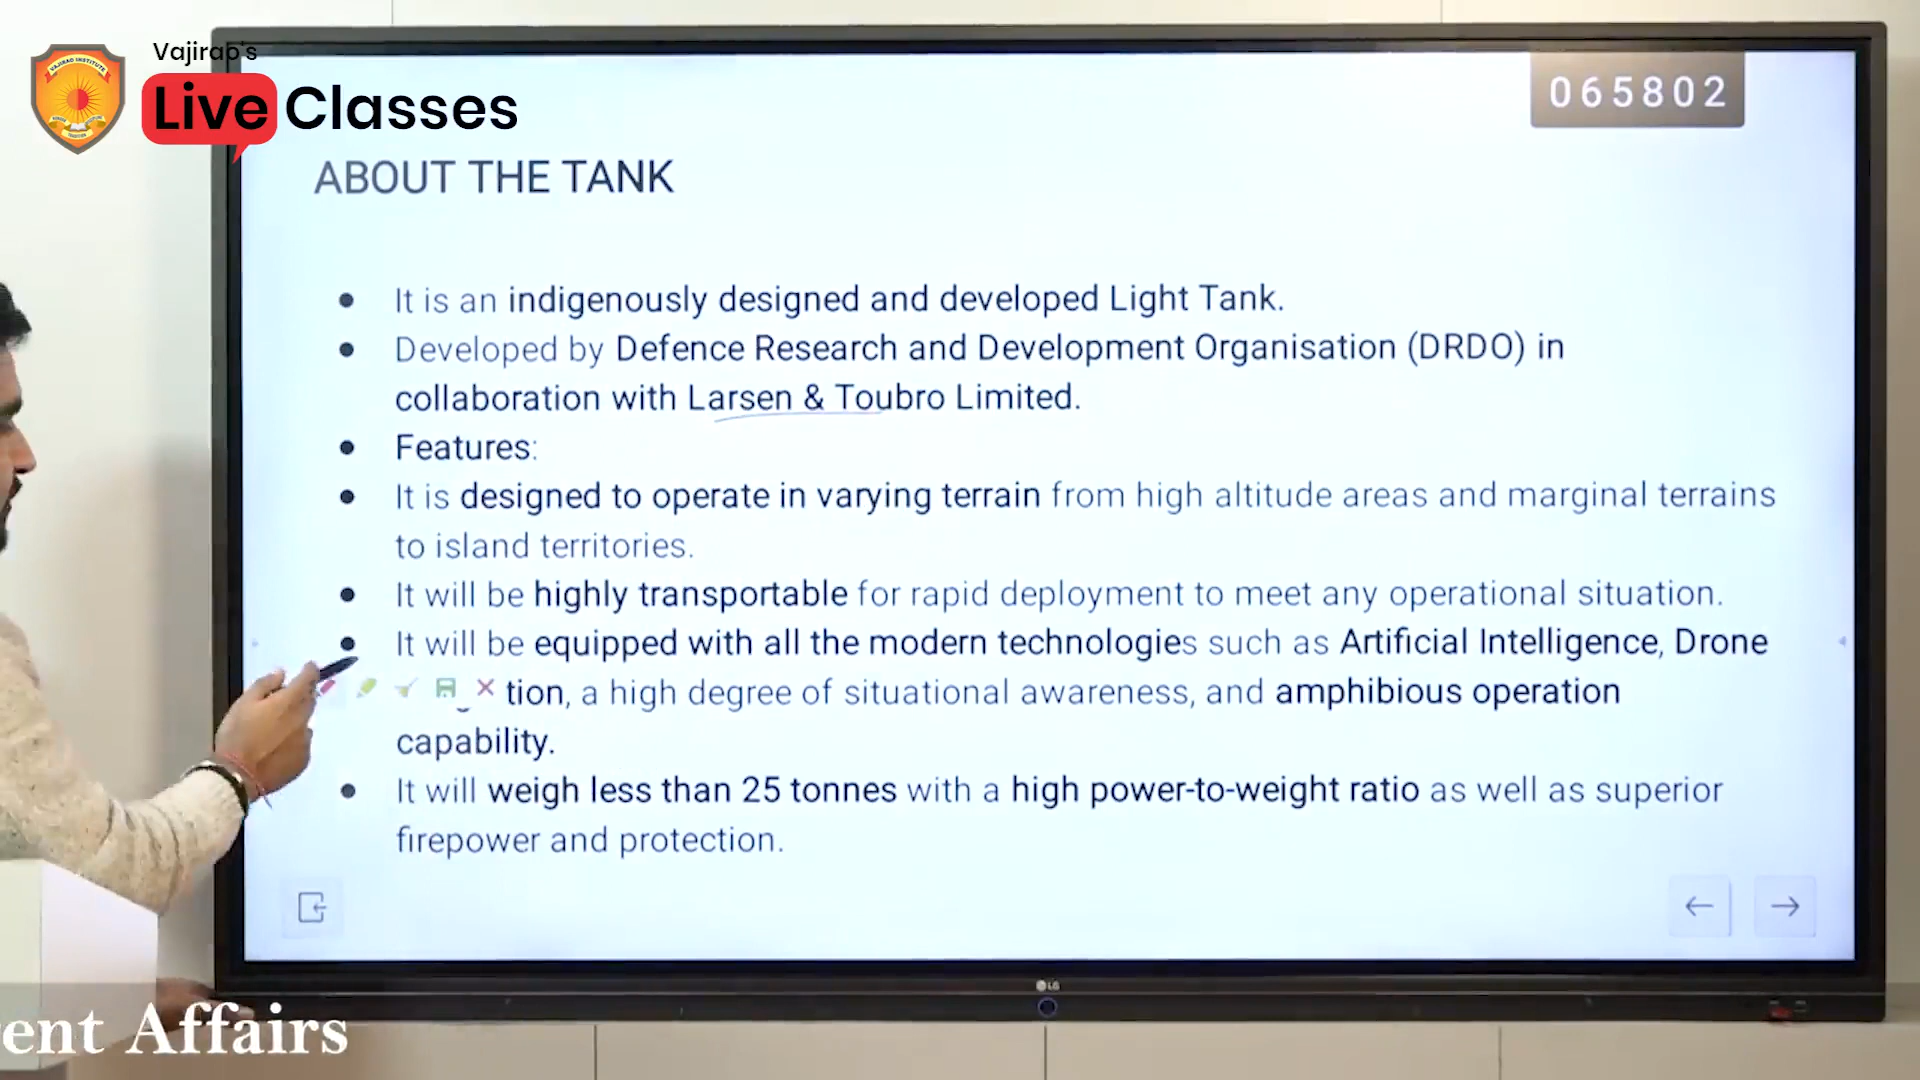 Vajirao's
Live Classes
VAJIRAO INSTITUTE
065802
ABOUT THE TANK
It is an indigenously designed and developed Light Tank.
Developed by Defence Research and Development Organisation (DRDO) in
collaboration with Larsen & Toubro Limited.
Features:
It is designed to operate in varying terrain from high altitude areas and marginal terrains
to island territories.
It will be highly transportable for rapid deployment to meet any operational situation.
It will be equipped with all the modern technologies such as Artificial Intelligence, Drone
tion, a high degree of situational awareness, and amphibious operation
capability.
It will weigh less than 25 tonnes with a high power-to-weight ratio as well as superior
firepower and protection.
LG
ent Affairs